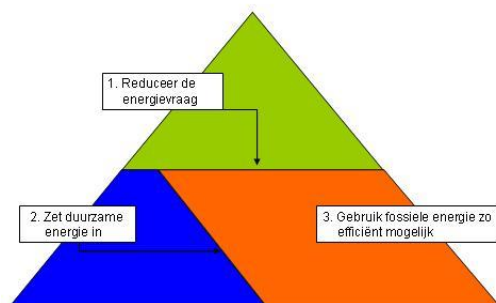 1. Reduceer de
energievraag
2. Zet duurzame
energie in
3. Gebruik fossiele energie zo
efficiënt mogelijk